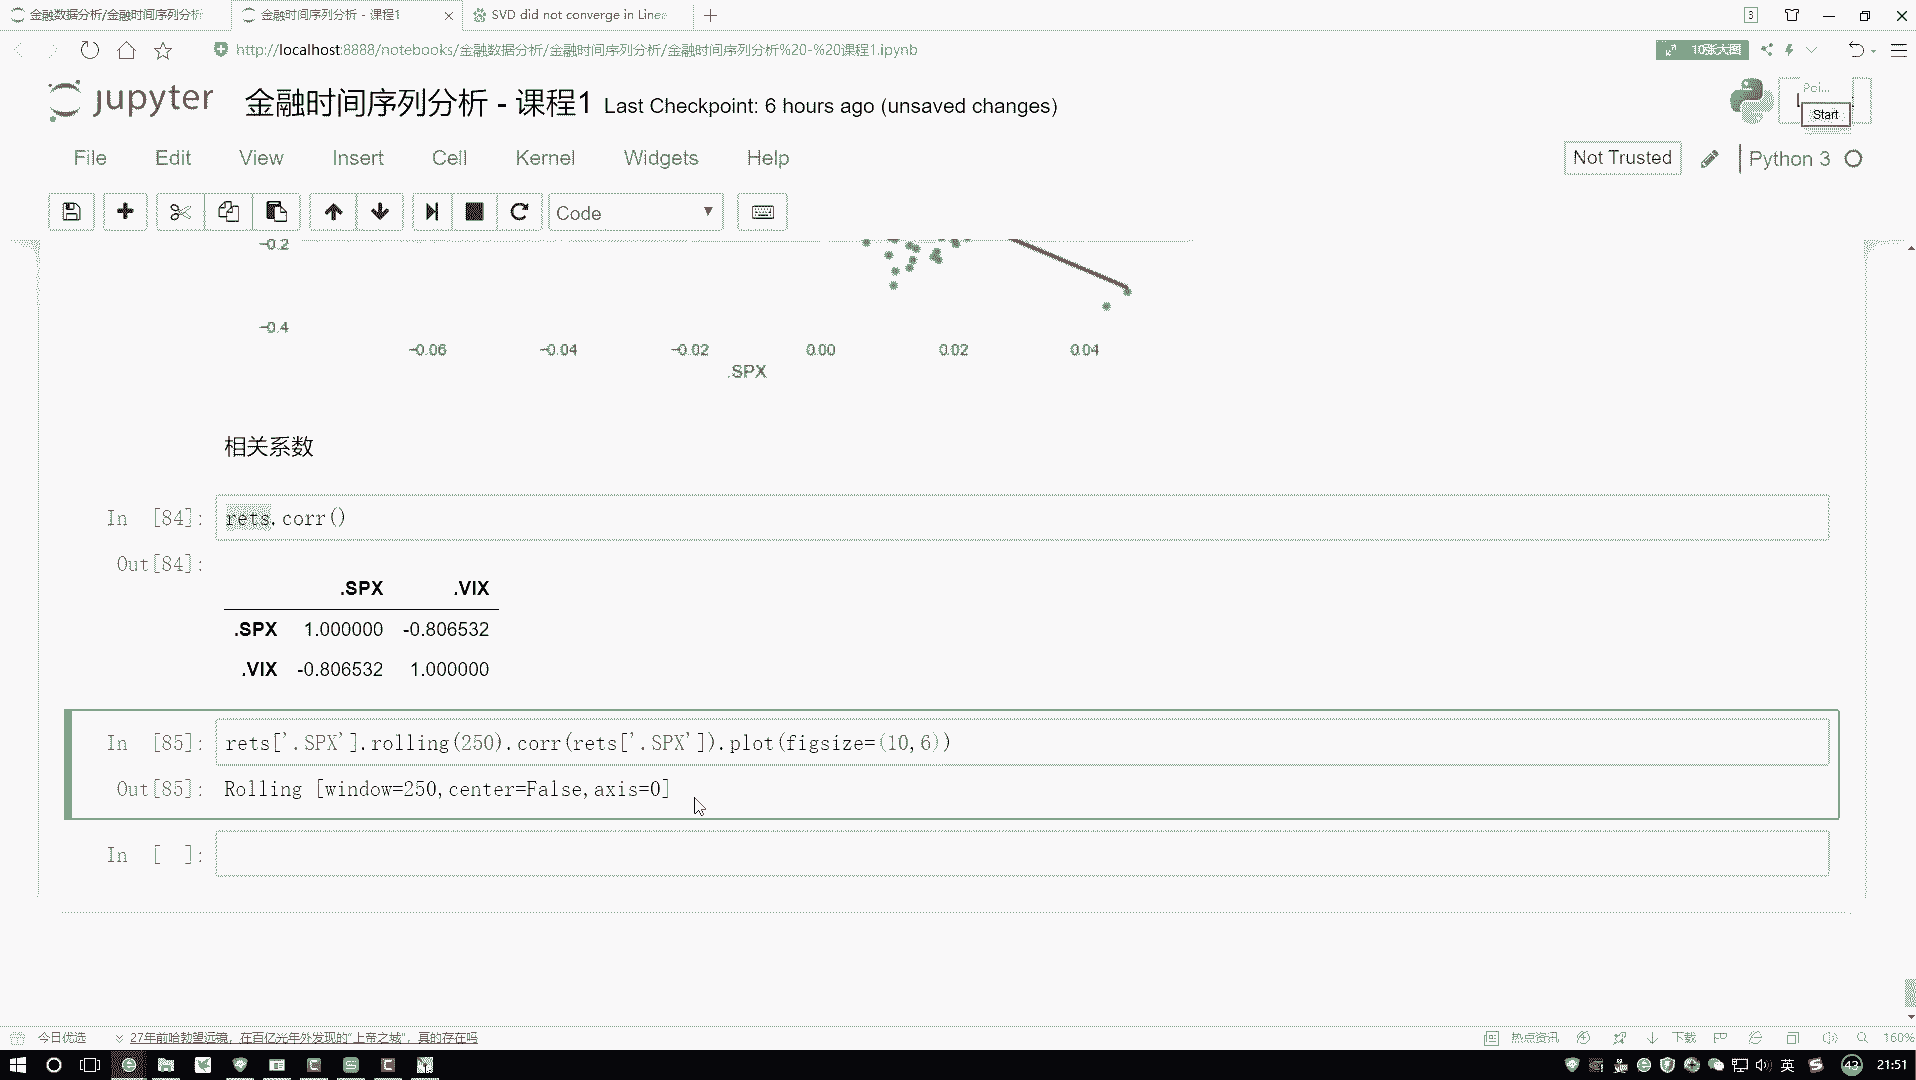 金融数据分析/金融时间序列分析
金融时间序列分析 - 课程1
SVD did not converge in Line
3
http://localhost:8888/notebooks/金融数据分析/金融时间序列分析/金融时间序列分析%20-%20课程1.ipynb
10张大图
jupyter
金融时间序列分析 - 课程1 Last Checkpoint: 6 hours ago (unsaved changes)
Poi...
Start
File Edit View Insert Cell Kernel Widgets Help
Not Trusted
Python 3
Code
−0.2
−0.4
−0.06 −0.04 −0.02 0.00 0.02 0.04
.SPX
相关系数
In [84]: rets.corr()
Out[84]:
.SPX .VIX
.SPX 1.000000 -0.806532
.VIX -0.806532 1.000000
In [85]: rets['.SPX'].rolling(250).corr(rets['.SPX']).plot(figsize=(10,6))
Out[85]: Rolling [window=250,center=False,axis=0]
In [ ]:
今日优选
27年前哈勃望远镜，在百亿光年外发现的"上帝之城"，真的存在吗
热点资讯
下载
160%
英
43
21:51